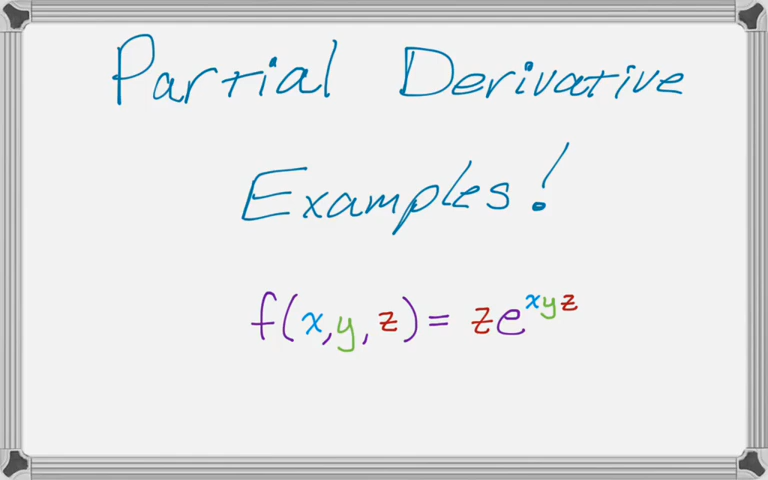 Partial Derivative
Examples!
f(x,y,z) = ze^{xyz}